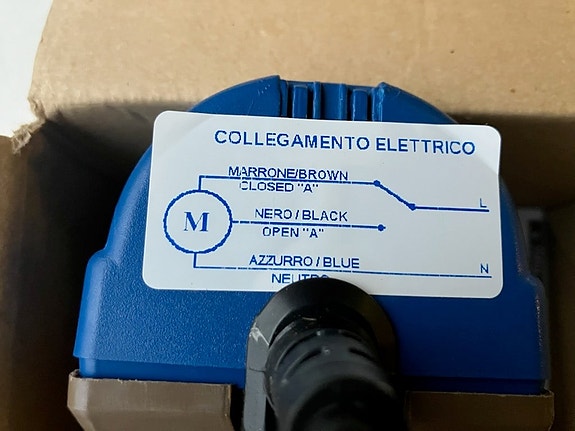 COLLEGAMENTO ELETTRICO
MARRONE/BROWN
CLOSED "A"
L
M
NERO / BLACK
OPEN "A"
AZZURRO / BLUE
N
NEUTRO